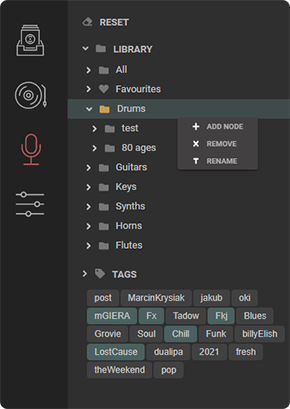 RESET
LIBRARY
All
Favourites
Drums
test
ADD NODE
80 ages
REMOVE
RENAME
Guitars
Keys
Synths
Horns
Flutes
TAGS
post MarcinKrysiak jakub oki
mGIERA Fx Tadow Fkj Blues
Grovie Soul Chill Funk billyElish
LostCause dualipa 2021 fresh
theWeekend pop